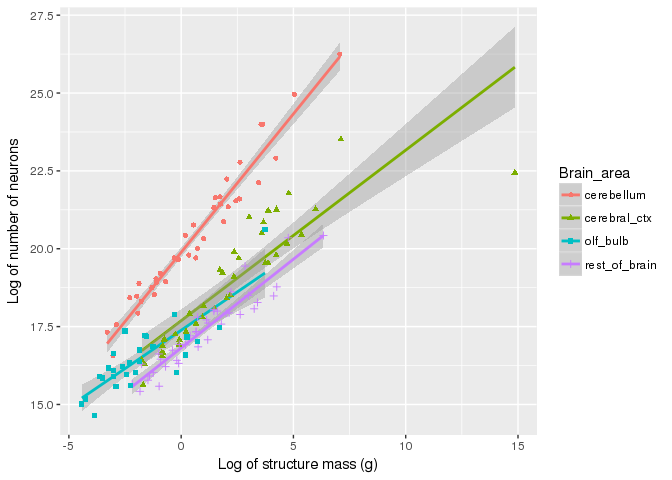 27.5
25.0
22.5
20.0
17.5
15.0
Log of number of neurons
-5
0
5
10
15
Log of structure mass (g)
Brain_area
cerebellum
cerebral_ctx
olf_bulb
rest_of_brain